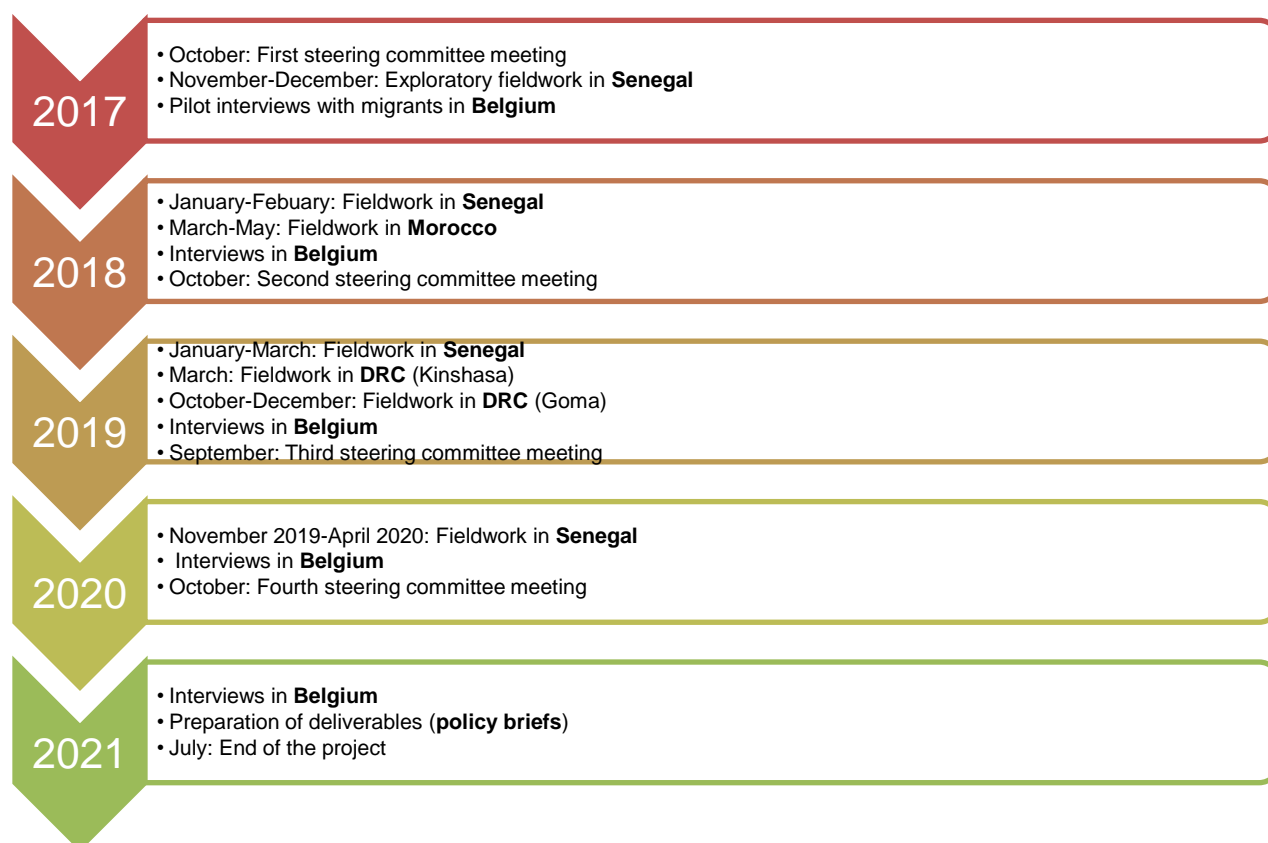 2017
• October: First steering committee meeting
• November-December: Exploratory fieldwork in Senegal
• Pilot interviews with migrants in Belgium
2018
• January-Febuary: Fieldwork in Senegal
• March-May: Fieldwork in Morocco
• Interviews in Belgium
• October: Second steering committee meeting
2019
• January-March: Fieldwork in Senegal
• March: Fieldwork in DRC (Kinshasa)
• October-December: Fieldwork in DRC (Goma)
• Interviews in Belgium
• September: Third steering committee meeting
2020
• November 2019-April 2020: Fieldwork in Senegal
• Interviews in Belgium
• October: Fourth steering committee meeting
2021
• Interviews in Belgium
• Preparation of deliverables (policy briefs)
• July: End of the project